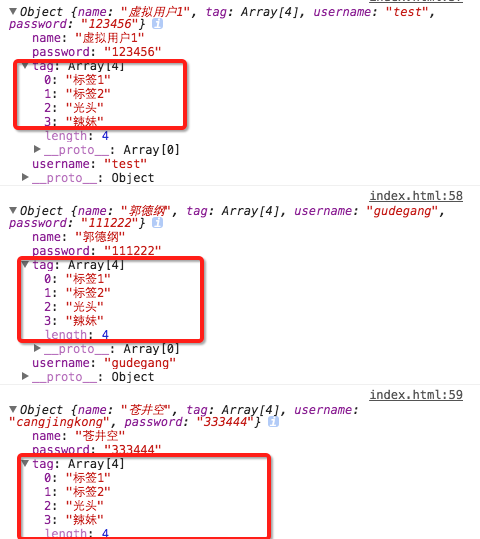 ▼Object {name: "虚拟用户1", tag: Array[4], username: "test",
password: "123456"} i
name: "虚拟用户1"
password: "123456"
▼tag: Array[4]
0: "标签1"
1: "标签2"
2: "光头"
3: "辣妹"
length: 4
▶__proto__: Array[0]
username: "test"
▶__proto__: Object
index.html:58
▼Object {name: "郭德纲", tag: Array[4], username: "gudegang",
password: "111222"} i
name: "郭德纲"
password: "111222"
▼tag: Array[4]
0: "标签1"
1: "标签2"
2: "光头"
3: "辣妹"
length: 4
▶__proto__: Array[0]
username: "gudegang"
▶__proto__: Object
index.html:59
▼Object {name: "苍井空", tag: Array[4], username:
"cangjingkong", password: "333444"} i
name: "苍井空"
password: "333444"
▼tag: Array[4]
0: "标签1"
1: "标签2"
2: "光头"
3: "辣妹"
length: 4